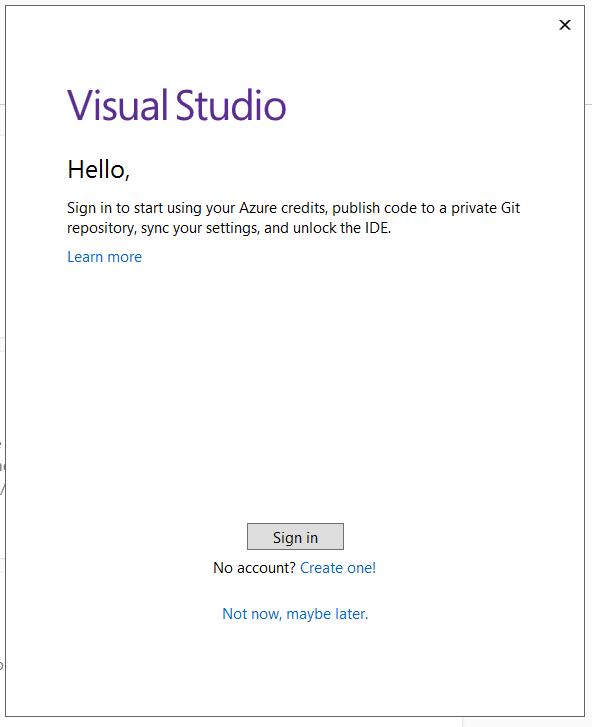 Visual Studio
Hello,
Sign in to start using your Azure credits, publish code to a private Git
repository, sync your settings, and unlock the IDE.
Learn more
Sign in
No account? Create one!
Not now, maybe later.